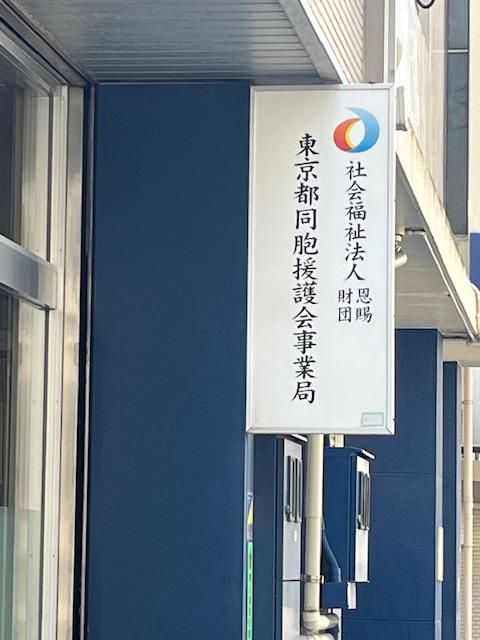 社会福祉法人 恩賜財団
東京都同胞援護会事業局